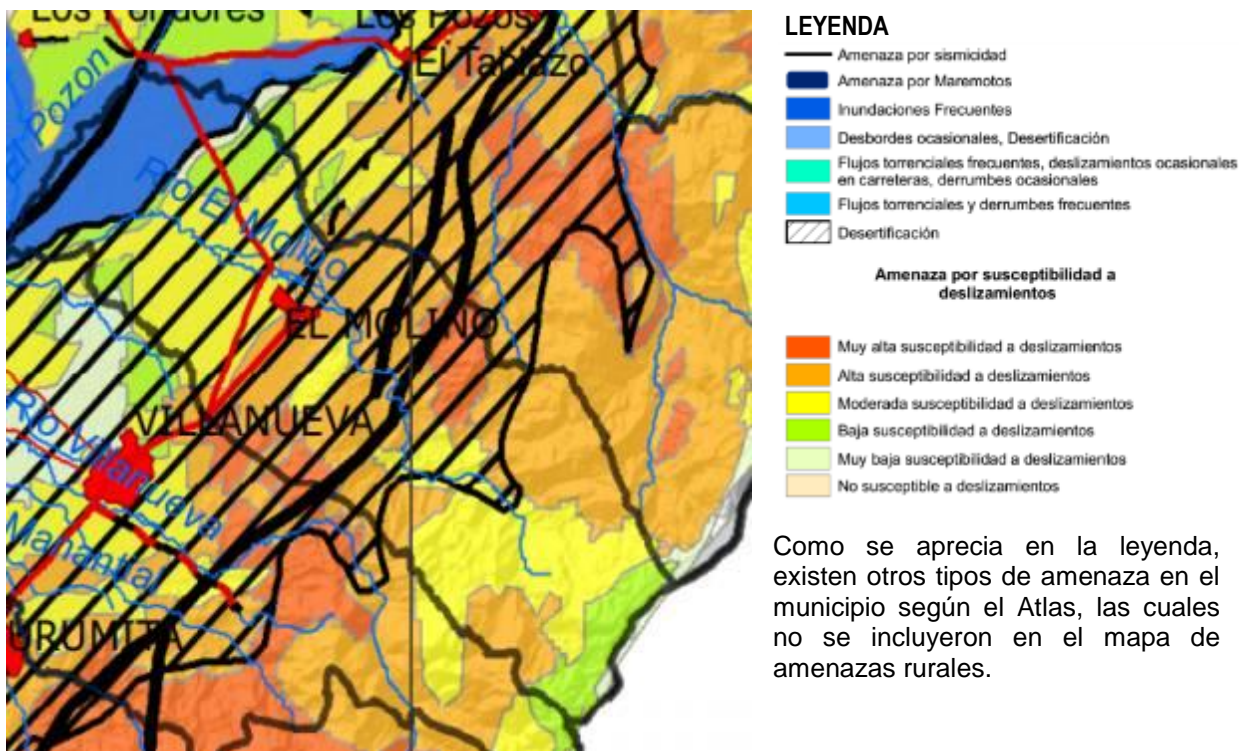 Los Pozos
El Tablazo
El Pozon
Río El Molino
EL MOLINO
VILLANUEVA
Río Villanueva
URUMITA
LEYENDA
Amenaza por sismicidad
Amenaza por Maremotos
Inundaciones Frecuentes
Desbordes ocasionales, Desertificación
Flujos torrenciales frecuentes, deslizamientos ocasionales
en carreteras, derrumbes ocasionales
Flujos torrenciales y derrumbes frecuentes
Desertificación
Amenaza por susceptibilidad a
deslizamientos
Muy alta susceptibilidad a deslizamientos
Alta susceptibilidad a deslizamientos
Moderada susceptibilidad a deslizamientos
Baja susceptibilidad a deslizamientos
Muy baja susceptibilidad a deslizamientos
No susceptible a deslizamientos
Como se aprecia en la leyenda,
existen otros tipos de amenaza en el
municipio según el Atlas, las cuales
no se incluyeron en el mapa de
amenazas rurales.